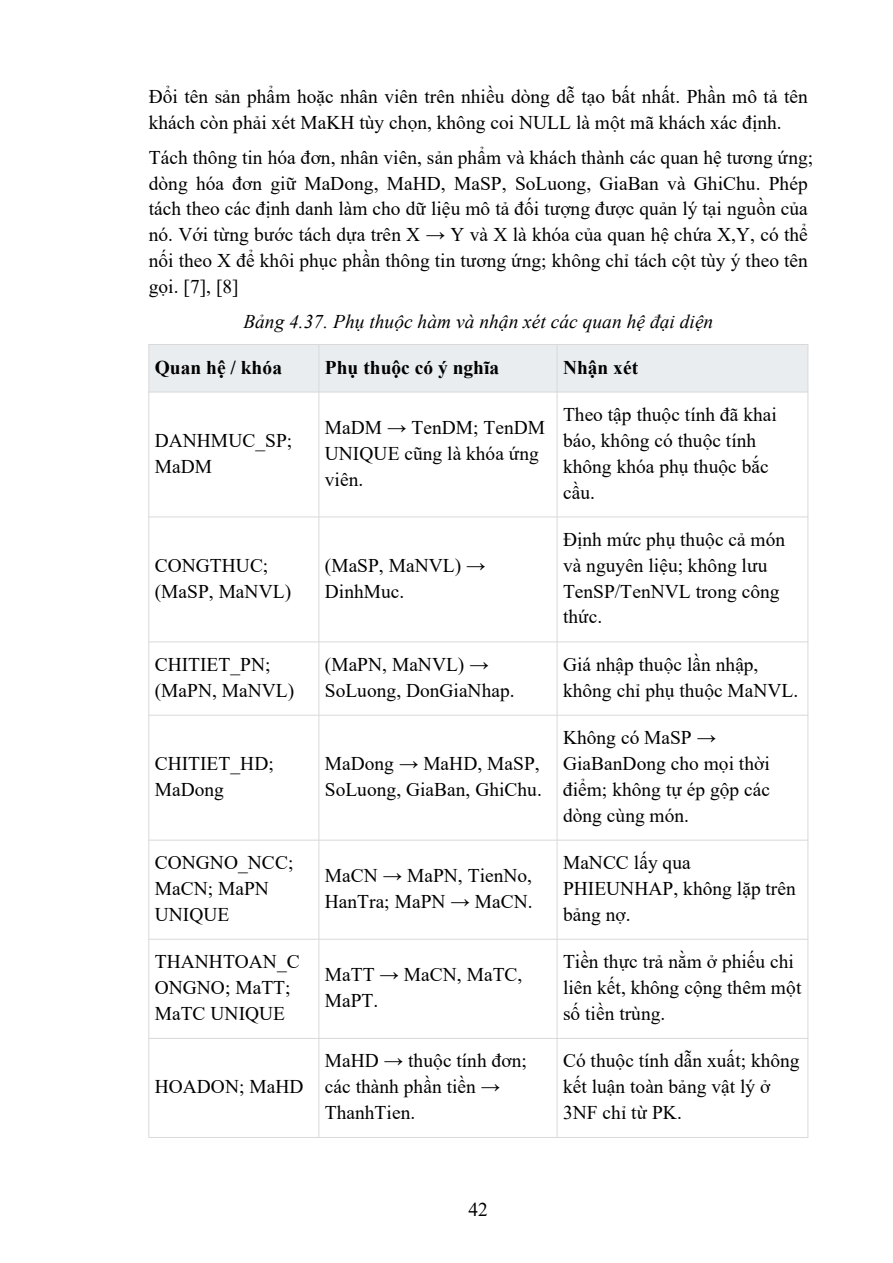 Đổi tên sản phẩm hoặc nhân viên trên nhiều dòng dễ tạo bất nhất. Phần mô tả tên
khách còn phải xét MaKH tùy chọn, không coi NULL là một mã khách xác định.
Tách thông tin hóa đơn, nhân viên, sản phẩm và khách thành các quan hệ tương ứng;
dòng hóa đơn giữ MaDong, MaHD, MaSP, SoLuong, GiaBan và GhiChu. Phép
tách theo các định danh làm cho dữ liệu mô tả đối tượng được quản lý tại nguồn của
nó. Với từng bước tách dựa trên X → Y và X là khóa của quan hệ chứa X,Y, có thể
nối theo X để khôi phục phần thông tin tương ứng; không chỉ tách cột tùy ý theo tên
gọi. [7], [8]
Bảng 4.37. Phụ thuộc hàm và nhận xét các quan hệ đại diện
Quan hệ / khóa
Phụ thuộc có ý nghĩa
Nhận xét
DANHMUC_SP;
MaDM
MaDM → TenDM; TenDM
UNIQUE cũng là khóa ứng
viên.
Theo tập thuộc tính đã khai
báo, không có thuộc tính
không khóa phụ thuộc bắc
cầu.
CONGTHUC;
(MaSP, MaNVL)
(MaSP, MaNVL) →
DinhMuc.
Định mức phụ thuộc cả món
và nguyên liệu; không lưu
TenSP/TenNVL trong công
thức.
CHITIET_PN;
(MaPN, MaNVL)
(MaPN, MaNVL) →
SoLuong, DonGiaNhap.
Giá nhập thuộc lần nhập,
không chỉ phụ thuộc MaNVL.
CHITIET_HD;
MaDong
MaDong → MaHD, MaSP,
SoLuong, GiaBan, GhiChu.
Không có MaSP →
GiaBanDong cho mọi thời
điểm; không tự ép gộp các
dòng cùng món.
CONGNO_NCC;
MaCN; MaPN
UNIQUE
MaCN → MaPN, TienNo,
HanTra; MaPN → MaCN.
MaNCC lấy qua
PHIEUNHAP, không lặp trên
bảng nợ.
THANHTOAN_C
ONGNO; MaTT;
MaTC UNIQUE
MaTT → MaCN, MaTC,
MaPT.
Tiền thực trả nằm ở phiếu chi
liên kết, không cộng thêm một
số tiền trùng.
HOADON; MaHD
MaHD → thuộc tính đơn;
các thành phần tiền →
ThanhTien.
Có thuộc tính dẫn xuất; không
kết luận toàn bảng vật lý ở
3NF chỉ từ PK.
42